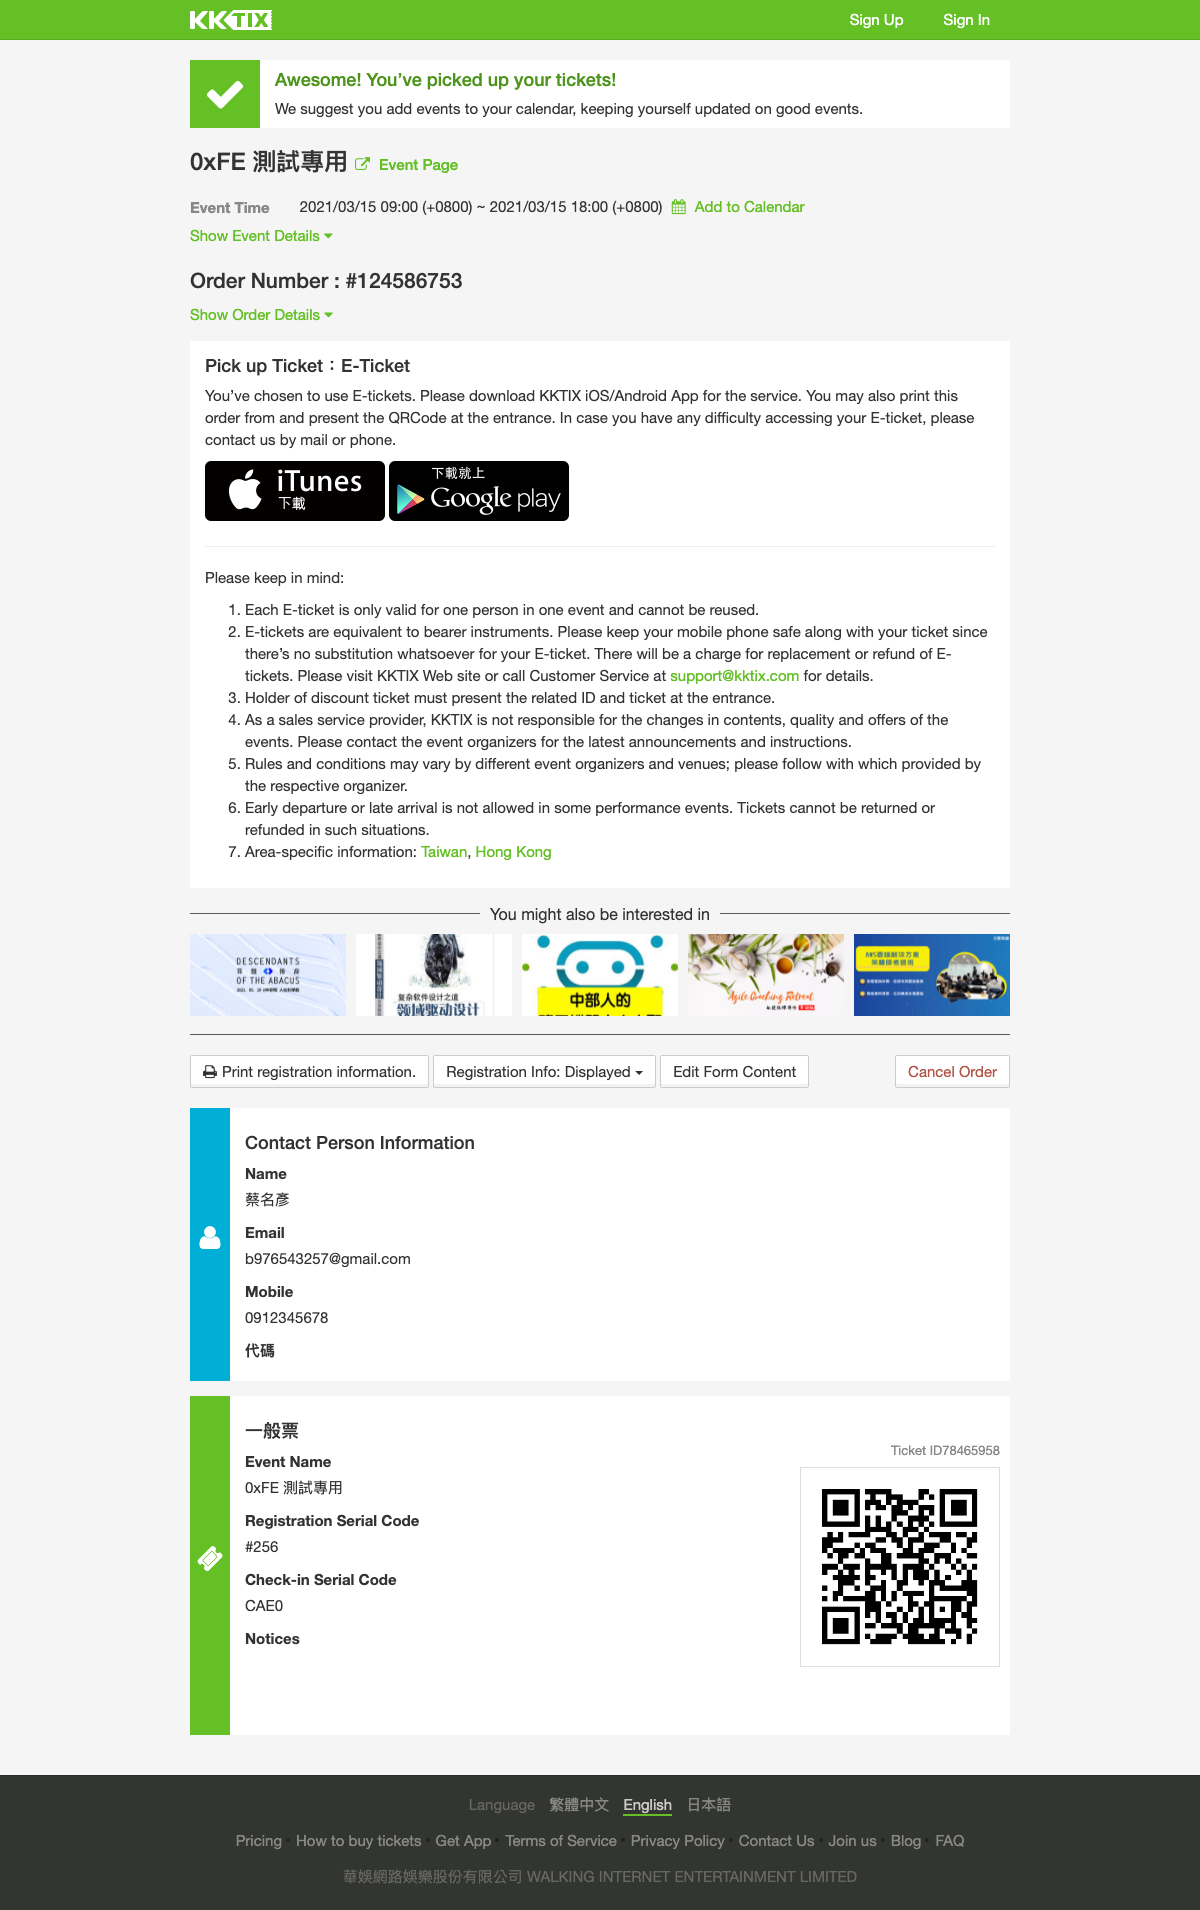 KKTIX
Sign Up
Sign In
Awesome! You've picked up your tickets!
We suggest you add events to your calendar, keeping yourself updated on good events.
0xFE 測試專用 Event Page
Event Time 2021/03/15 09:00 (+0800) ~ 2021/03/15 18:00 (+0800) Add to Calendar
Show Event Details
Order Number : #124586753
Show Order Details
Pick up Ticket：E-Ticket
You've chosen to use E-tickets. Please download KKTIX iOS/Android App for the service. You may also print this
order from and present the QRCode at the entrance. In case you have any difficulty accessing your E-ticket, please
contact us by mail or phone.
iTunes
下載
下載就上
Google play
Please keep in mind:
1. Each E-ticket is only valid for one person in one event and cannot be reused.
2. E-tickets are equivalent to bearer instruments. Please keep your mobile phone safe along with your ticket since
there's no substitution whatsoever for your E-ticket. There will be a charge for replacement or refund of E-
tickets. Please visit KKTIX Web site or call Customer Service at support@kktix.com for details.
3. Holder of discount ticket must present the related ID and ticket at the entrance.
4. As a sales service provider, KKTIX is not responsible for the changes in contents, quality and offers of the
events. Please contact the event organizers for the latest announcements and instructions.
5. Rules and conditions may vary by different event organizers and venues; please follow with which provided by
the respective organizer.
6. Early departure or late arrival is not allowed in some performance events. Tickets cannot be returned or
refunded in such situations.
7. Area-specific information: Taiwan, Hong Kong
You might also be interested in
DESCENDANTS
OF THE ABACUS
复杂软件设计之道
领域驱动设计
中部人的
Agile Coaching Retreat
Print registration information.
Registration Info: Displayed
Edit Form Content
Cancel Order
Contact Person Information
Name
蔡名彥
Email
b976543257@gmail.com
Mobile
0912345678
代碼
一般票
Ticket ID78465958
Event Name
0xFE 測試專用
Registration Serial Code
#256
Check-in Serial Code
CAE0
Notices
Language 繁體中文 English 日本語
Pricing · How to buy tickets · Get App · Terms of Service · Privacy Policy · Contact Us · Join us · Blog · FAQ
華娛網路娛樂股份有限公司 WALKING INTERNET ENTERTAINMENT LIMITED